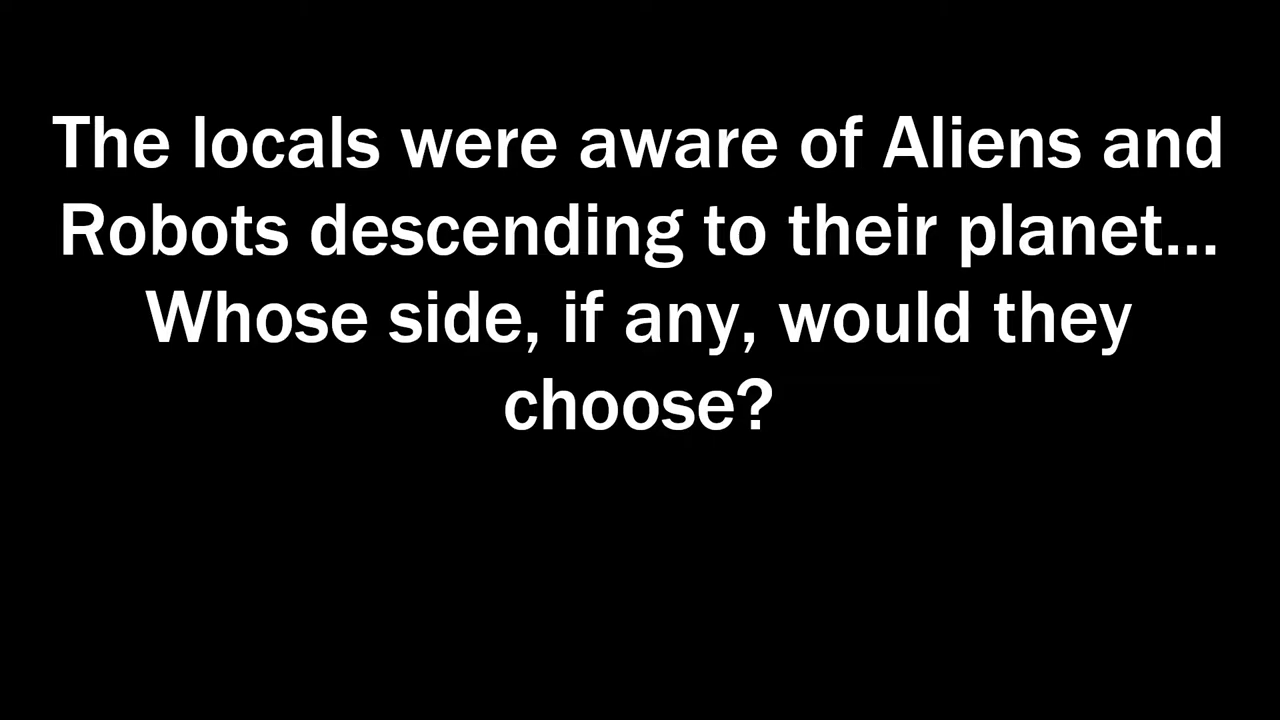 The locals were aware of Aliens and
Robots descending to their planet...
Whose side, if any, would they
choose?